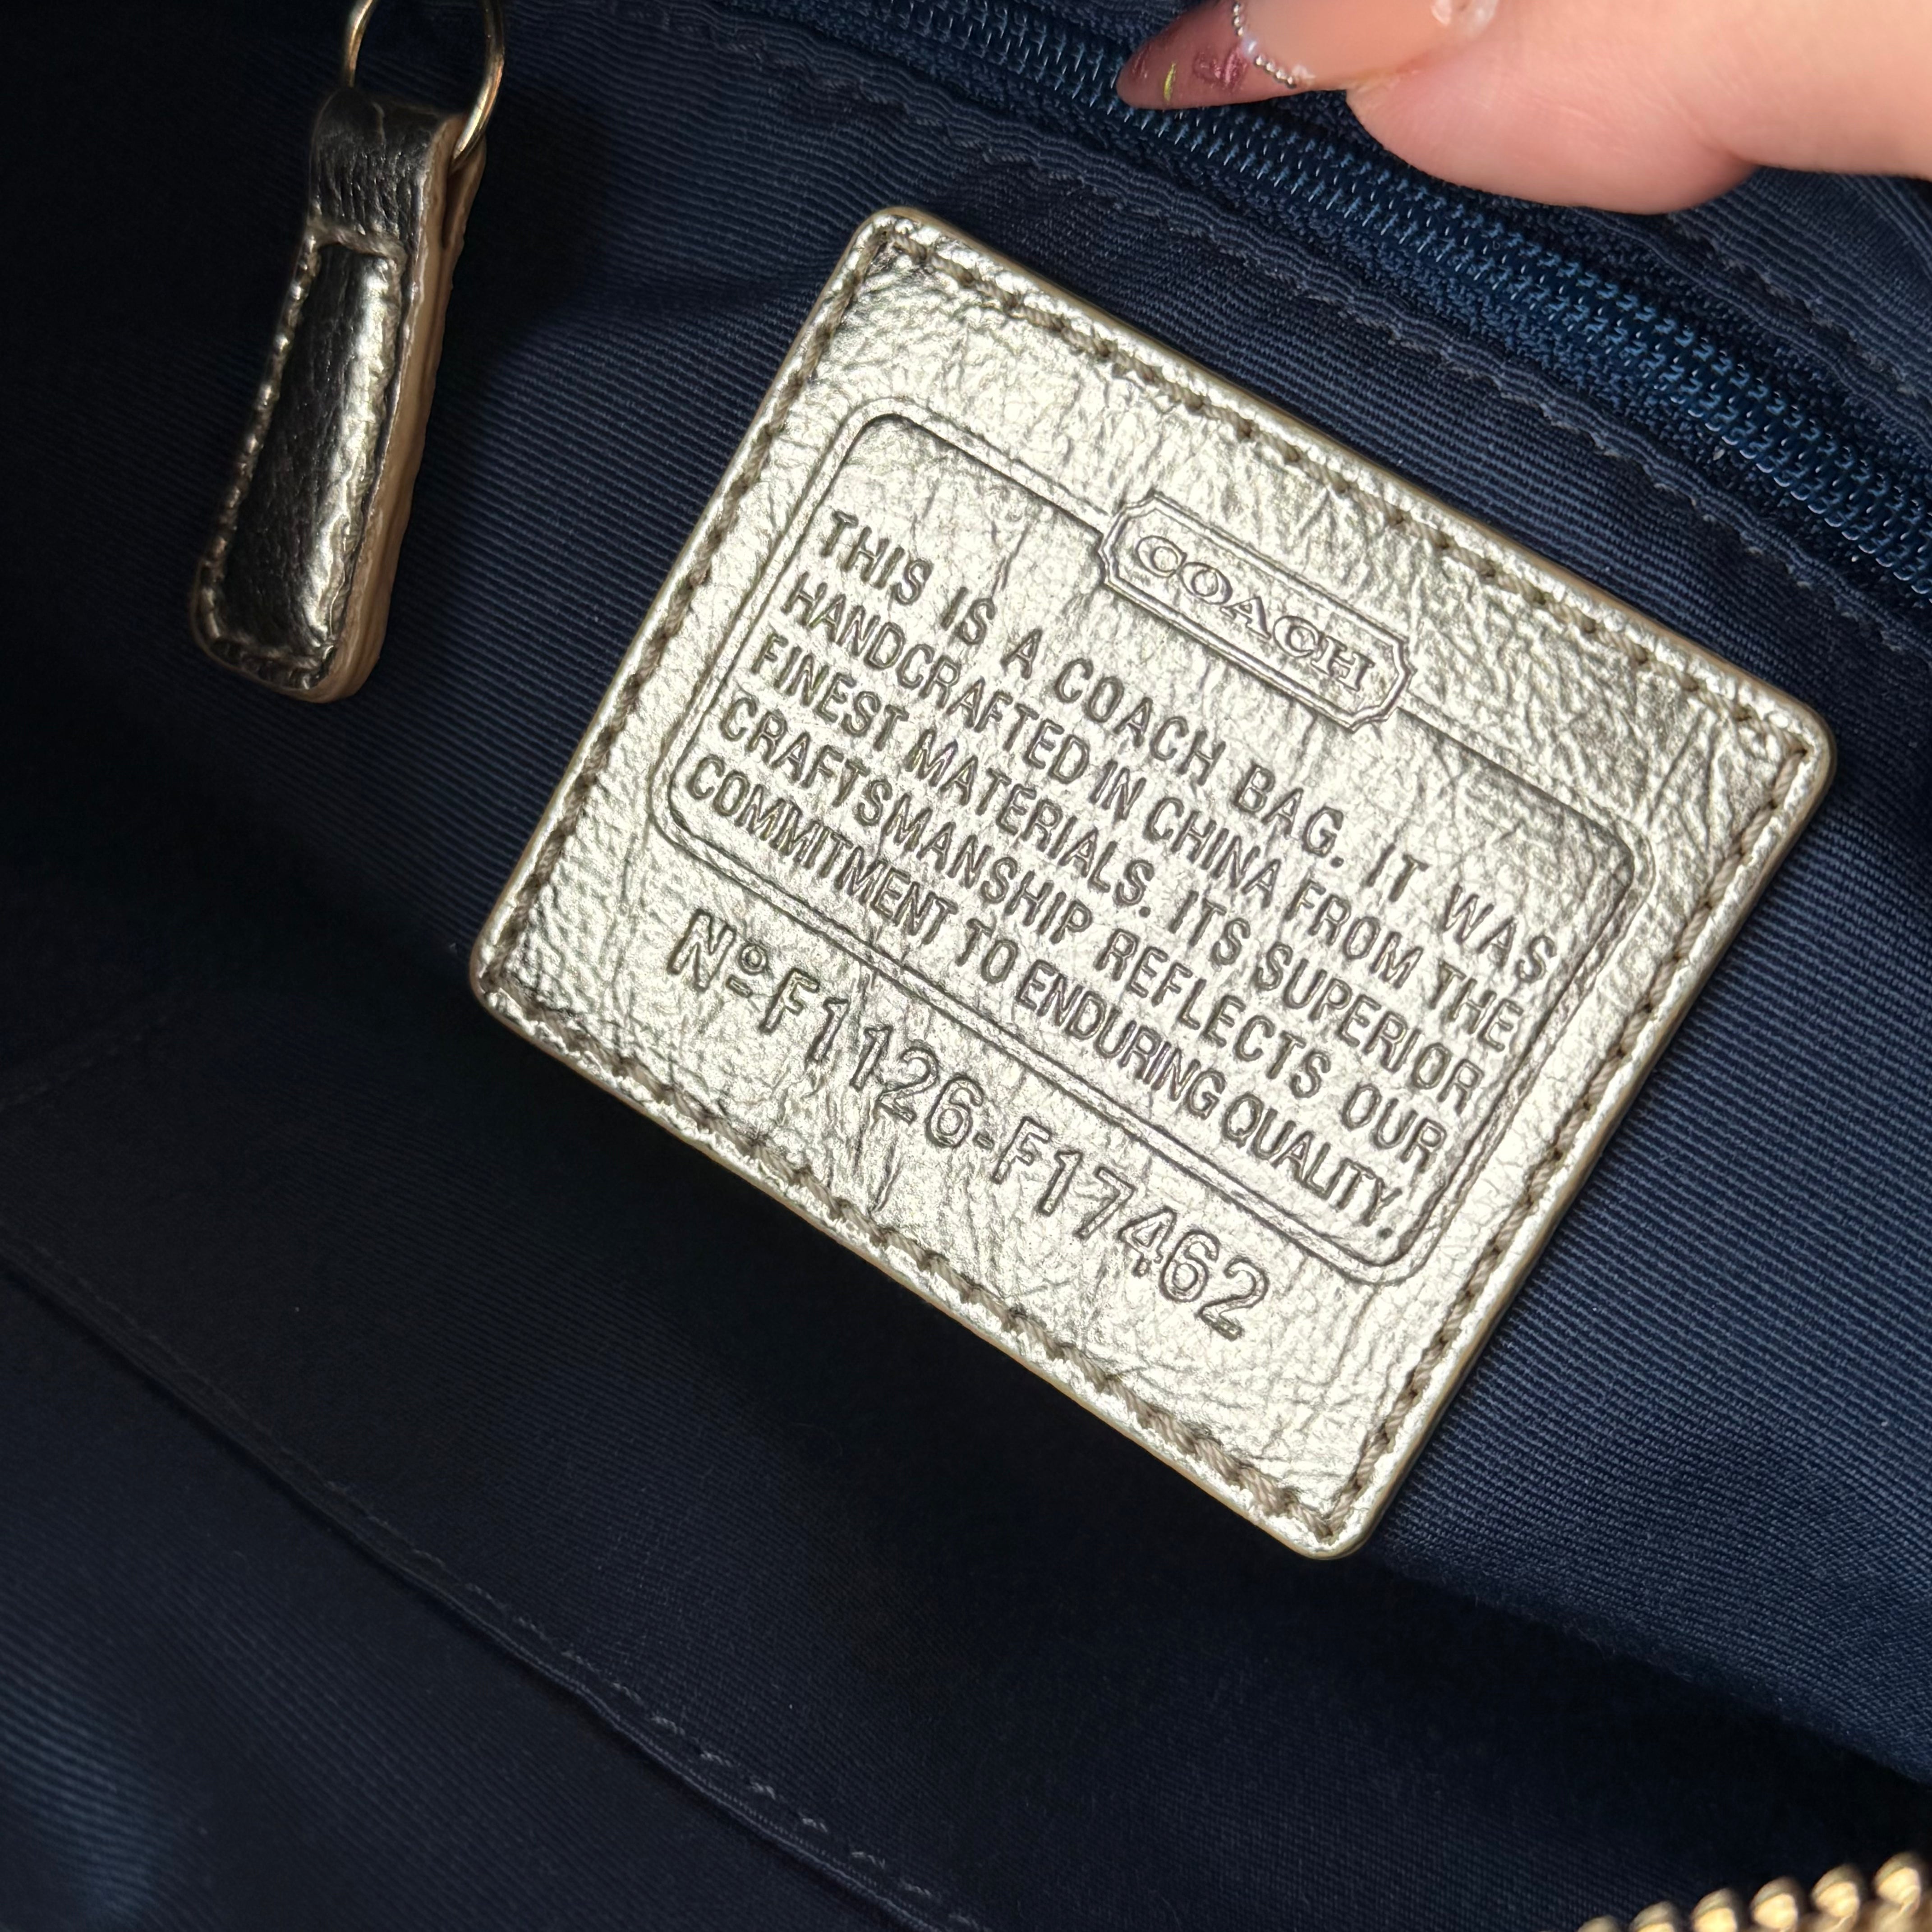 COACH
THIS IS A COACH BAG. IT WAS
HANDCRAFTED IN CHINA FROM THE
FINEST MATERIALS. ITS SUPERIOR
CRAFTSMANSHIP REFLECTS OUR
COMMITMENT TO ENDURING QUALITY.
Nº F1126-F17462